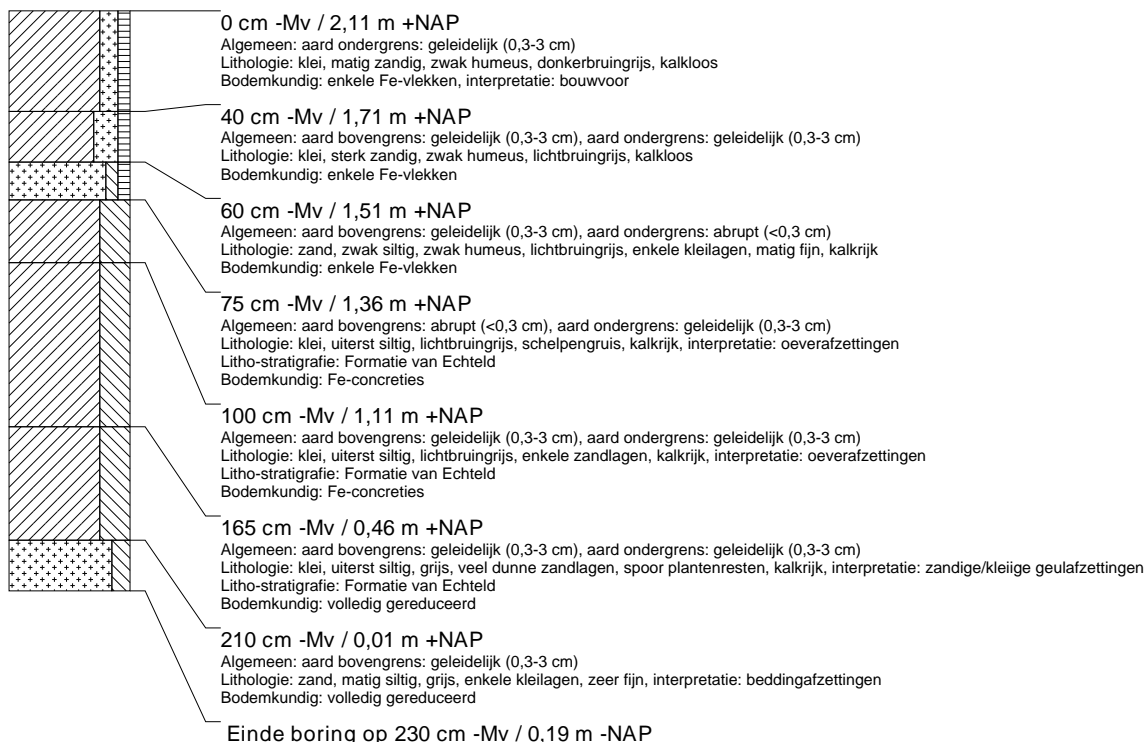 0 cm -Mv / 2,11 m +NAP
Algemeen: aard ondergrens: geleidelijk (0,3-3 cm)
Lithologie: klei, matig zandig, zwak humeus, donkerbruingrijs, kalkloos
Bodemkundig: enkele Fe-vlekken, interpretatie: bouwvoor
40 cm -Mv / 1,71 m +NAP
Algemeen: aard bovengrens: geleidelijk (0,3-3 cm), aard ondergrens: geleidelijk (0,3-3 cm)
Lithologie: klei, sterk zandig, zwak humeus, lichtbruingrijs, kalkloos
Bodemkundig: enkele Fe-vlekken
60 cm -Mv / 1,51 m +NAP
Algemeen: aard bovengrens: geleidelijk (0,3-3 cm), aard ondergrens: abrupt (<0,3 cm)
Lithologie: zand, zwak siltig, zwak humeus, lichtbruingrijs, enkele kleilagen, matig fijn, kalkrijk
Bodemkundig: enkele Fe-vlekken
75 cm -Mv / 1,36 m +NAP
Algemeen: aard bovengrens: abrupt (<0,3 cm), aard ondergrens: geleidelijk (0,3-3 cm)
Lithologie: klei, uiterst siltig, lichtbruingrijs, schelpengruis, kalkrijk, interpretatie: oeverafzettingen
Litho-stratigrafie: Formatie van Echteld
Bodemkundig: Fe-concreties
100 cm -Mv / 1,11 m +NAP
Algemeen: aard bovengrens: geleidelijk (0,3-3 cm), aard ondergrens: geleidelijk (0,3-3 cm)
Lithologie: klei, uiterst siltig, lichtbruingrijs, enkele zandlagen, kalkrijk, interpretatie: oeverafzettingen
Litho-stratigrafie: Formatie van Echteld
Bodemkundig: Fe-concreties
165 cm -Mv / 0,46 m +NAP
Algemeen: aard bovengrens: geleidelijk (0,3-3 cm), aard ondergrens: geleidelijk (0,3-3 cm)
Lithologie: klei, uiterst siltig, grijs, veel dunne zandlagen, spoor plantenresten, kalkrijk, interpretatie: zandige/kleiige geulafzettingen
Litho-stratigrafie: Formatie van Echteld
Bodemkundig: volledig gereduceerd
210 cm -Mv / 0,01 m +NAP
Algemeen: aard bovengrens: geleidelijk (0,3-3 cm)
Lithologie: zand, matig siltig, grijs, enkele kleilagen, zeer fijn, interpretatie: beddingafzettingen
Bodemkundig: volledig gereduceerd
Einde boring op 230 cm -Mv / 0,19 m -NAP